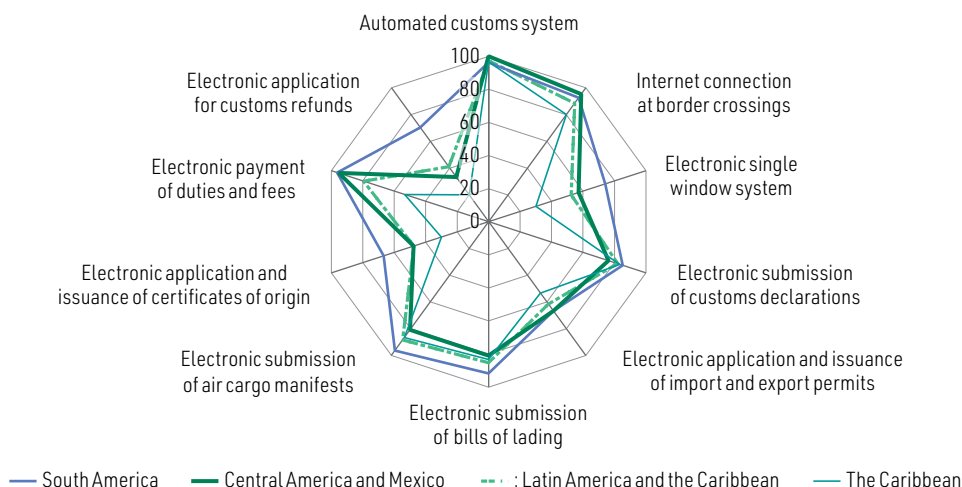 Automated customs system
100
80
60
40
20
0
Internet connection
at border crossings
Electronic single
window system
Electronic submission
of customs declarations
Electronic application and issuance
of import and export permits
Electronic submission
of bills of lading
Electronic submission
of air cargo manifests
Electronic application and
issuance of certificates of origin
Electronic payment
of duties and fees
Electronic application
for customs refunds
South America Central America and Mexico : Latin America and the Caribbean The Caribbean